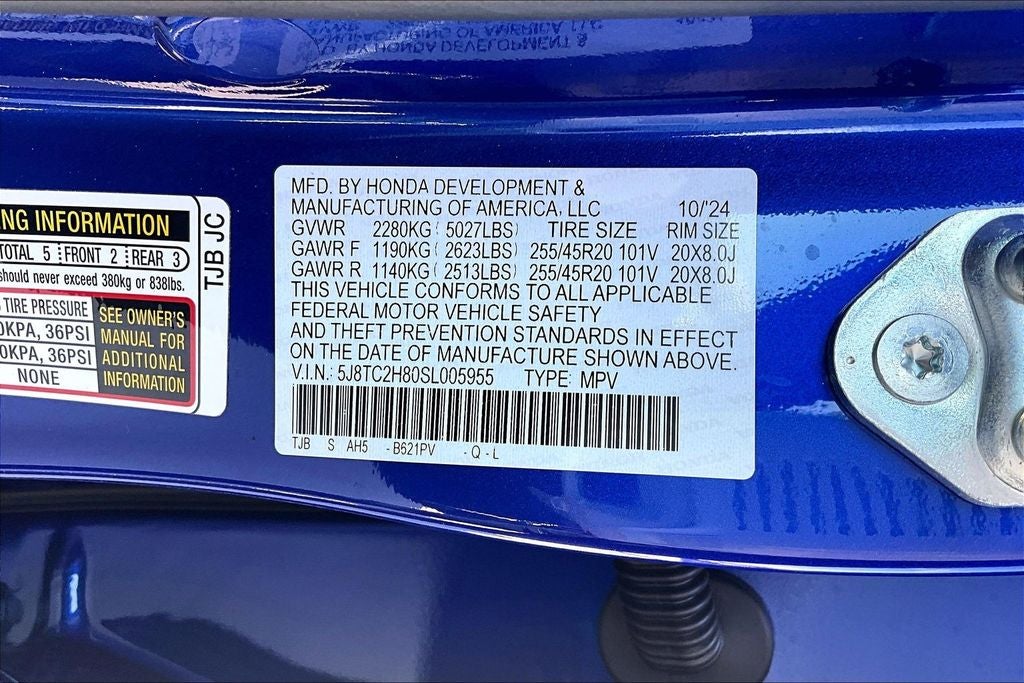 NG INFORMATION
TOTAL 5 FRONT 2 REAR 3
should never exceed 380kg or 838lbs.
TIRE PRESSURE
0KPA, 36PSI
0KPA, 36PSI
NONE
SEE OWNER'S
MANUAL FOR
ADDITIONAL
INFORMATION
TJBJC
MFD. BY HONDA DEVELOPMENT &
MANUFACTURING OF AMERICA, LLC 10/'24
GVWR 2280KG( 5027LBS) TIRE SIZE RIM SIZE
GAWR F 1190KG( 2623LBS) 255/45R20 101V 20X8.0J
GAWR R 1140KG( 2513LBS) 255/45R20 101V 20X8.0J
THIS VEHICLE CONFORMS TO ALL APPLICABLE
FEDERAL MOTOR VEHICLE SAFETY
AND THEFT PREVENTION STANDARDS IN EFFECT
ON THE DATE OF MANUFACTURE SHOWN ABOVE.
V.I.N.: 5J8TC2H80SL005955 TYPE: MPV
TJB S AH5 - B621PV - Q - L